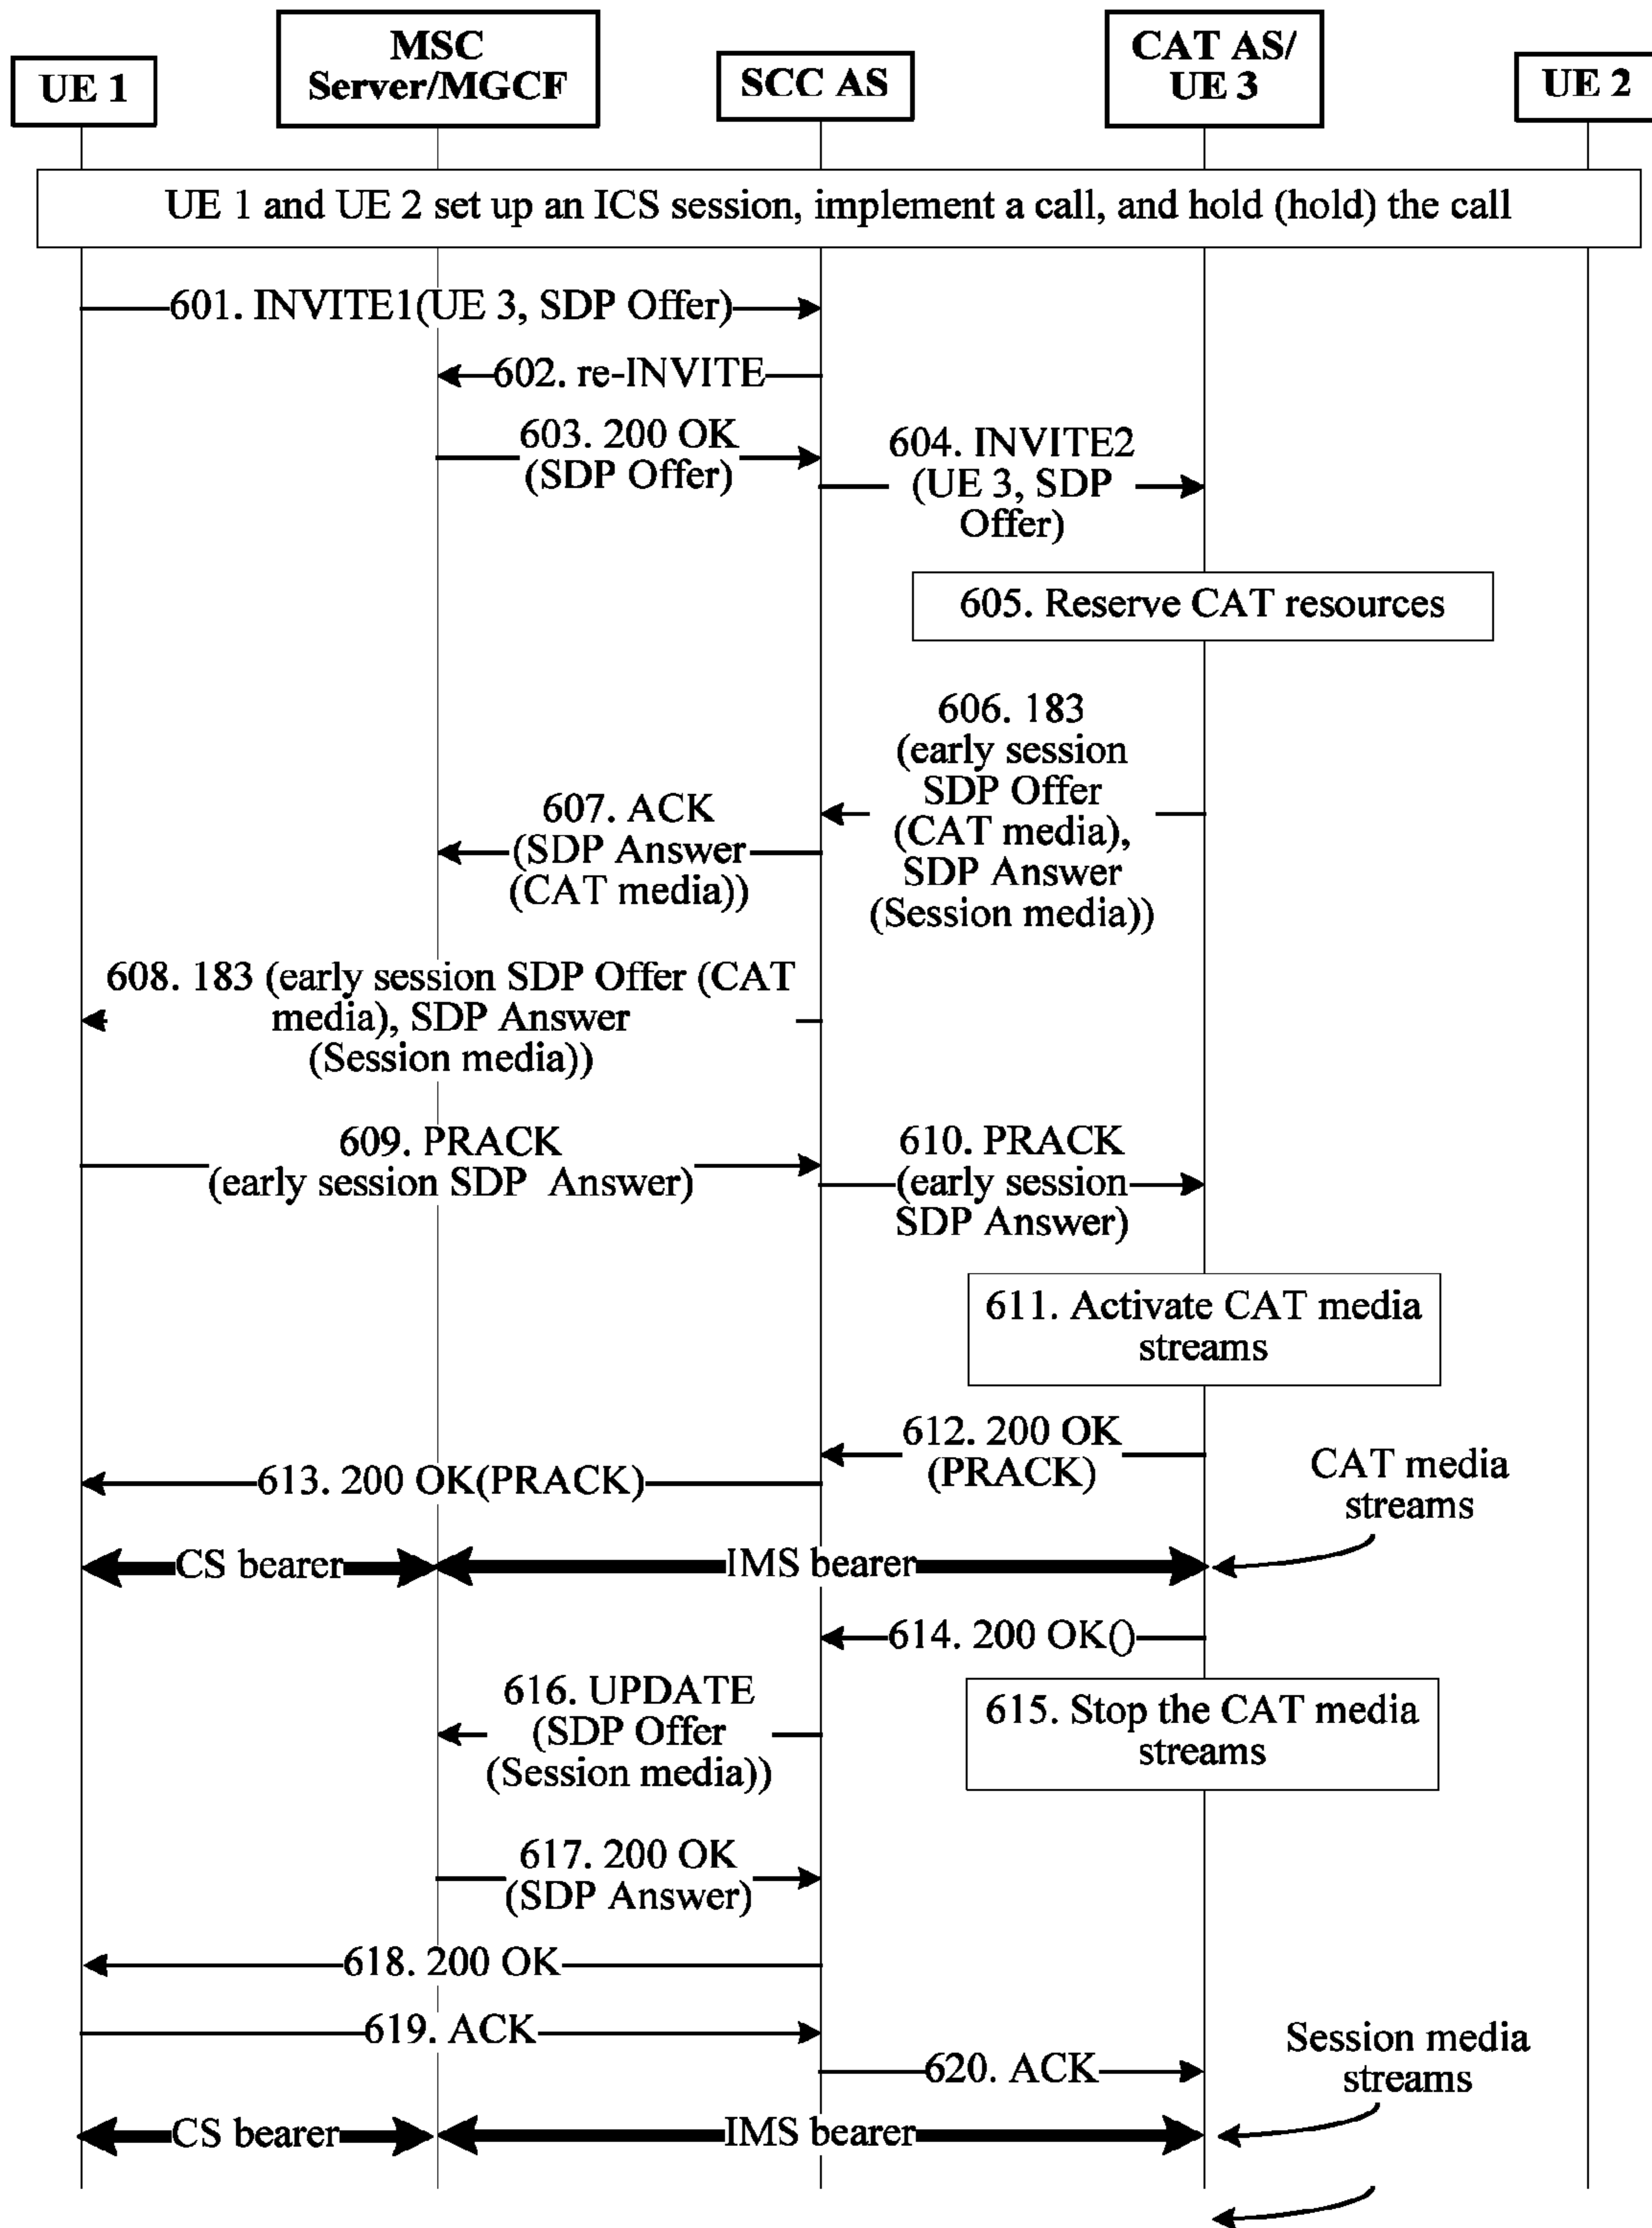 UE 1
MSC
Server/MGCF
SCC AS
CAT AS/
UE 3
UE 2
UE 1 and UE 2 set up an ICS session, implement a call, and hold (hold) the call
601. INVITE1(UE 3, SDP Offer)
602. re-INVITE
603. 200 OK
(SDP Offer)
604. INVITE2
(UE 3, SDP
Offer)
605. Reserve CAT resources
606. 183
(early session
SDP Offer
(CAT media),
SDP Answer
(Session media))
607. ACK
(SDP Answer
(CAT media))
608. 183 (early session SDP Offer (CAT
media), SDP Answer
(Session media))
609. PRACK
(early session SDP Answer)
610. PRACK
(early session
SDP Answer)
611. Activate CAT media
streams
612. 200 OK
(PRACK)
613. 200 OK(PRACK)
CAT media
streams
CS bearer
IMS bearer
614. 200 OK()
615. Stop the CAT media
streams
616. UPDATE
(SDP Offer
(Session media))
617. 200 OK
(SDP Answer)
618. 200 OK
619. ACK
620. ACK
Session media
streams
CS bearer
IMS bearer